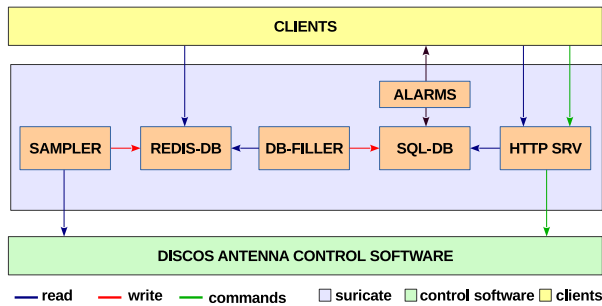 CLIENTS
ALARMS
SAMPLER
REDIS-DB
DB-FILLER
SQL-DB
HTTP SRV
DISCOS ANTENNA CONTROL SOFTWARE
read write commands suricate control software clients